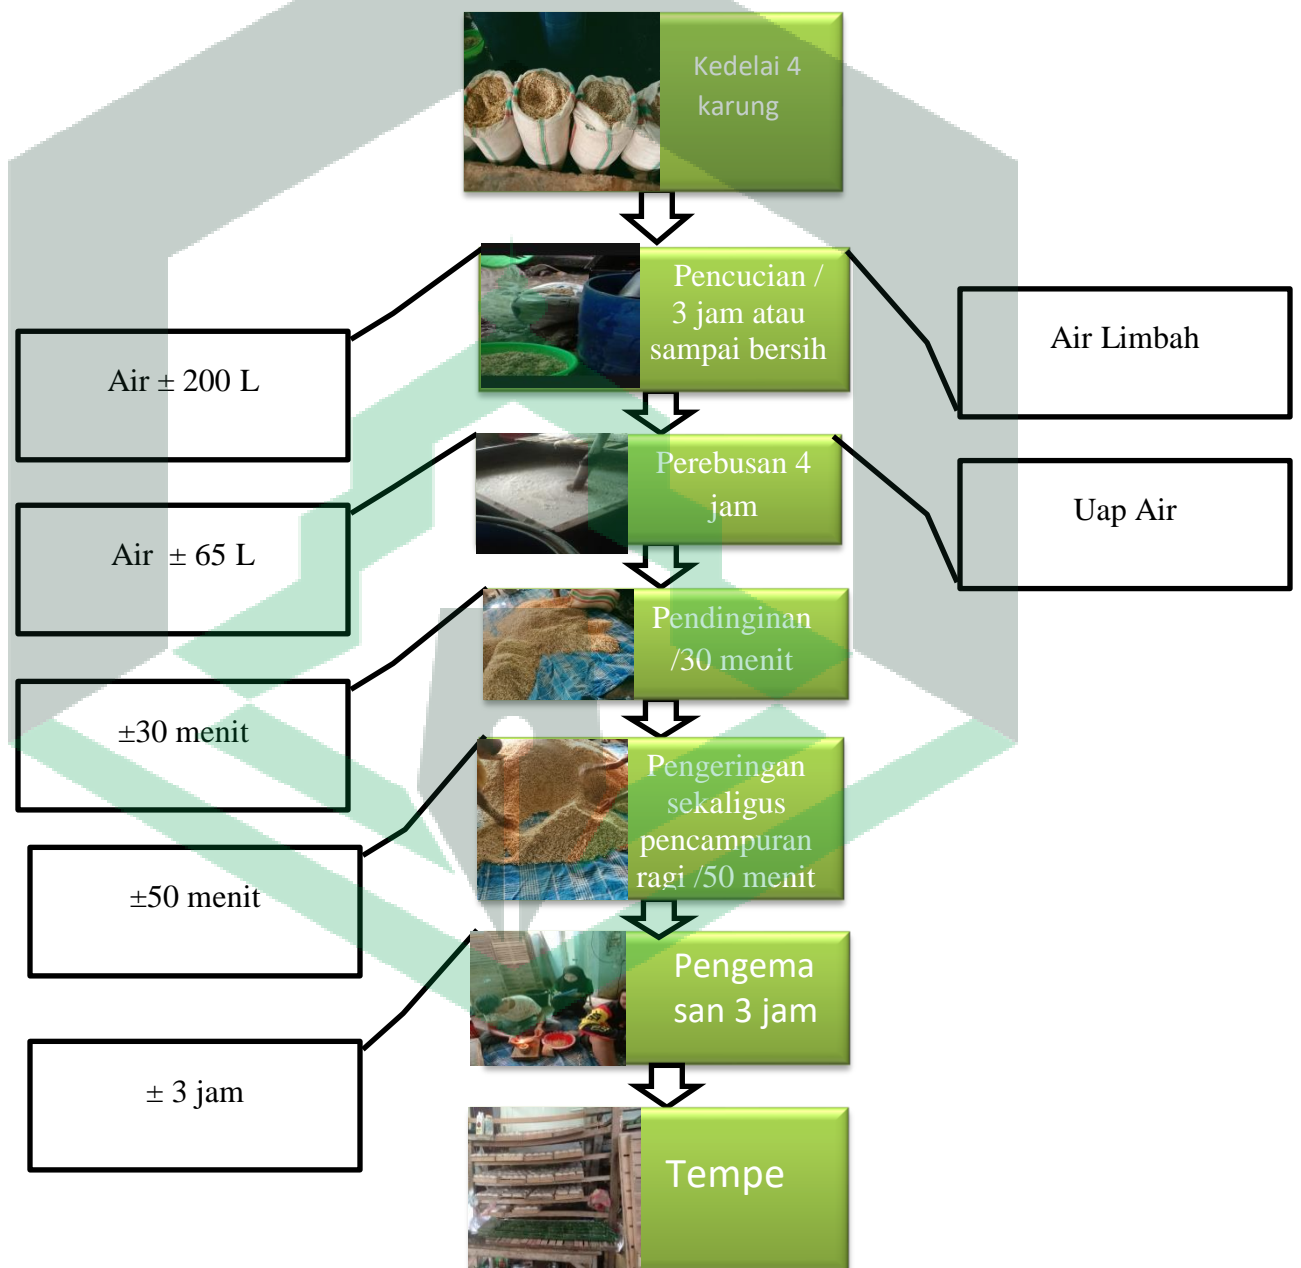 Kedelai 4
karung
Pencucian /
3 jam atau
sampai bersih
Air ± 200 L
Air Limbah
Perebusan 4
jam
Air ± 65 L
Uap Air
Pendinginan
/30 menit
±30 menit
Pengeringan
sekaligus
pencampuran
ragi /50 menit
±50 menit
Pengema
san 3 jam
± 3 jam
Tempe